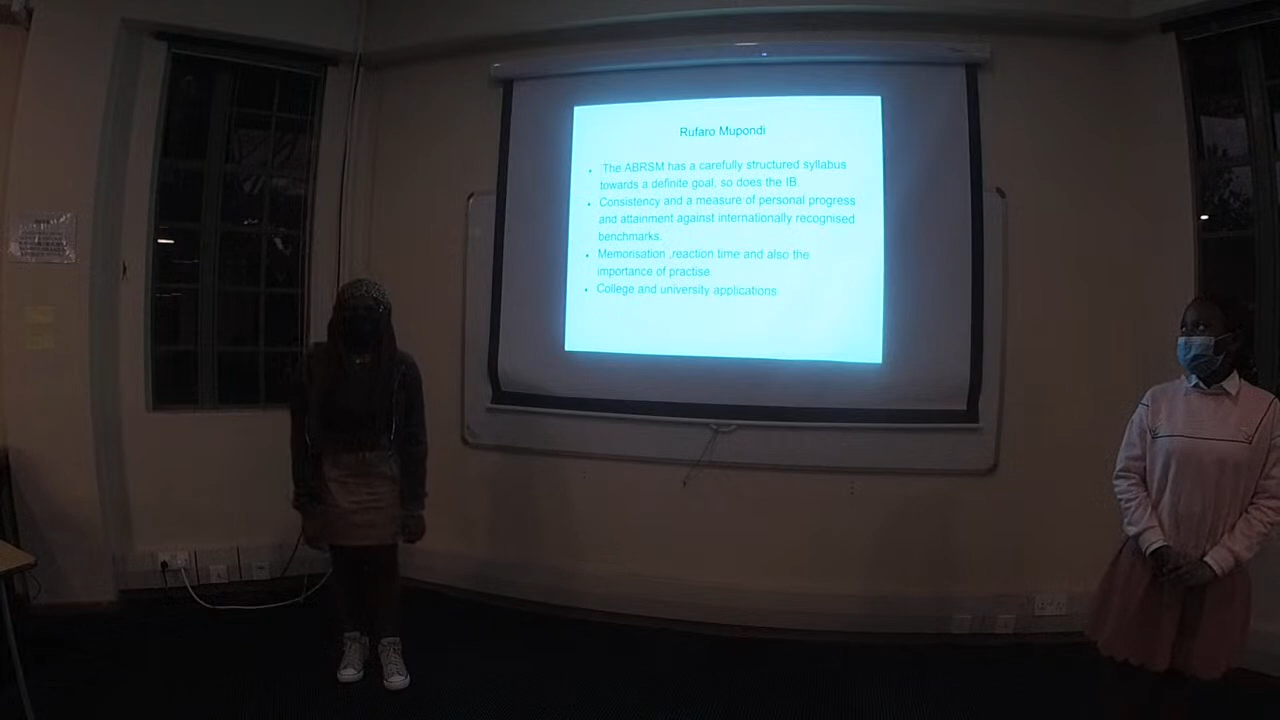 Rufaro Mupondi
• 'The ABRSM has a carefully structured syllabus
towards a definite goal, so does the IB.
• Consistency and a measure of personal progress
and attainment against internationally recognised
benchmarks.
• Memorisation ,reaction time and also the
importance of practise.
• College and university applications.